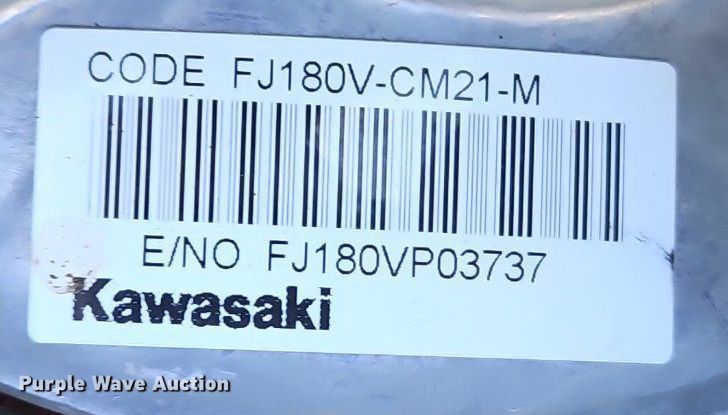 CODE FJ180V-CM21-M
E/NO FJ180VP03737
Kawasaki
Purple Wave Auction